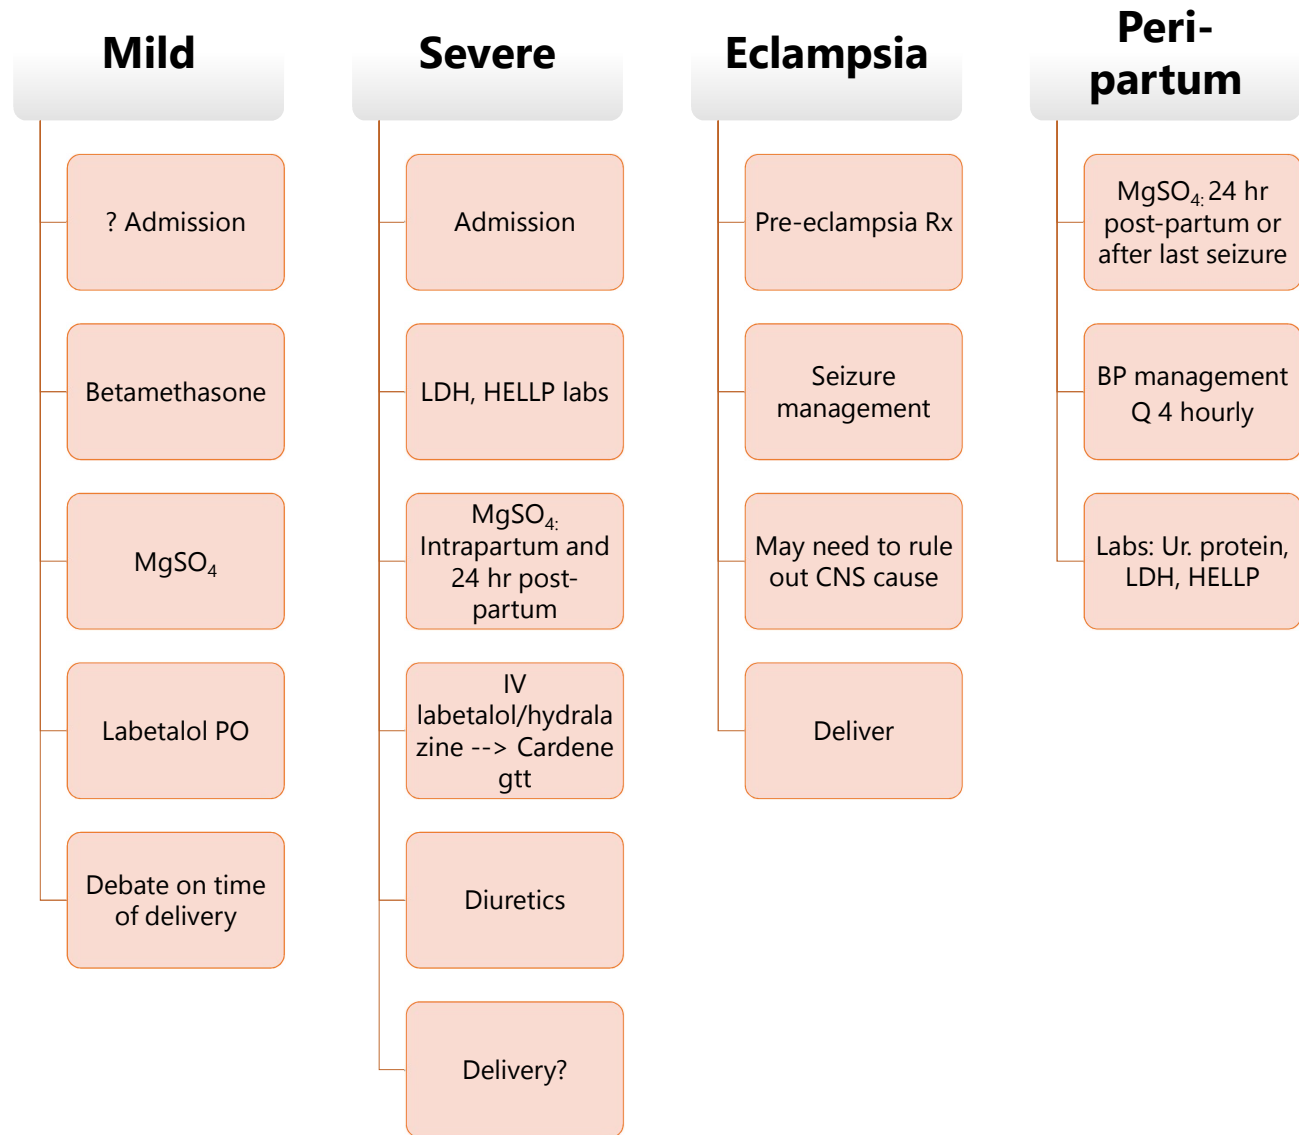 Mild
? Admission
Betamethasone
MgSO₄
Labetalol PO
Debate on time
of delivery
Severe
Admission
LDH, HELLP labs
MgSO₄:
Intrapartum and
24 hr post-
partum
IV
labetalol/hydrala
zine --> Cardene
gtt
Diuretics
Delivery?
Eclampsia
Pre-eclampsia Rx
Seizure
management
May need to rule
out CNS cause
Deliver
Peri-
partum
MgSO₄: 24 hr
post-partum or
after last seizure
BP management
Q 4 hourly
Labs: Ur. protein,
LDH, HELLP